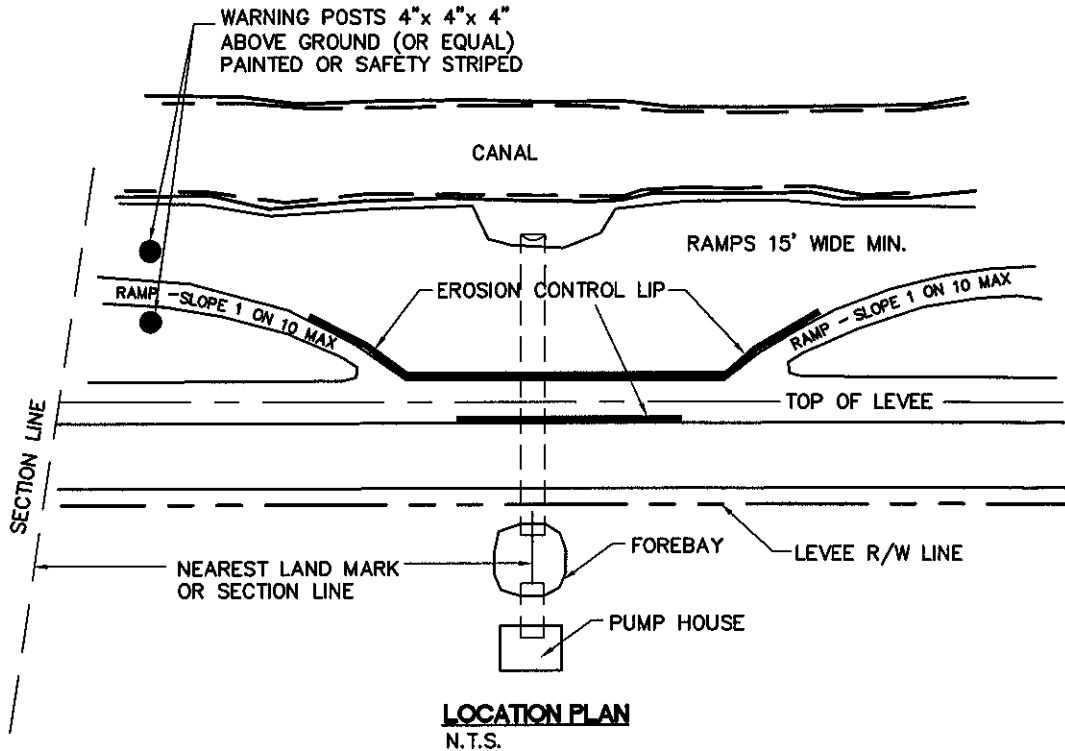 WARNING POSTS 4"x 4"x 4"
ABOVE GROUND (OR EQUAL)
PAINTED OR SAFETY STRIPED
CANAL
RAMPS 15' WIDE MIN.
RAMP -SLOPE 1 ON 10 MAX
EROSION CONTROL LIP
RAMP - SLOPE 1 ON 10 MAX
TOP OF LEVEE
SECTION LINE
FOREBAY
LEVEE R/W LINE
NEAREST LAND MARK
OR SECTION LINE
PUMP HOUSE
LOCATION PLAN
N.T.S.